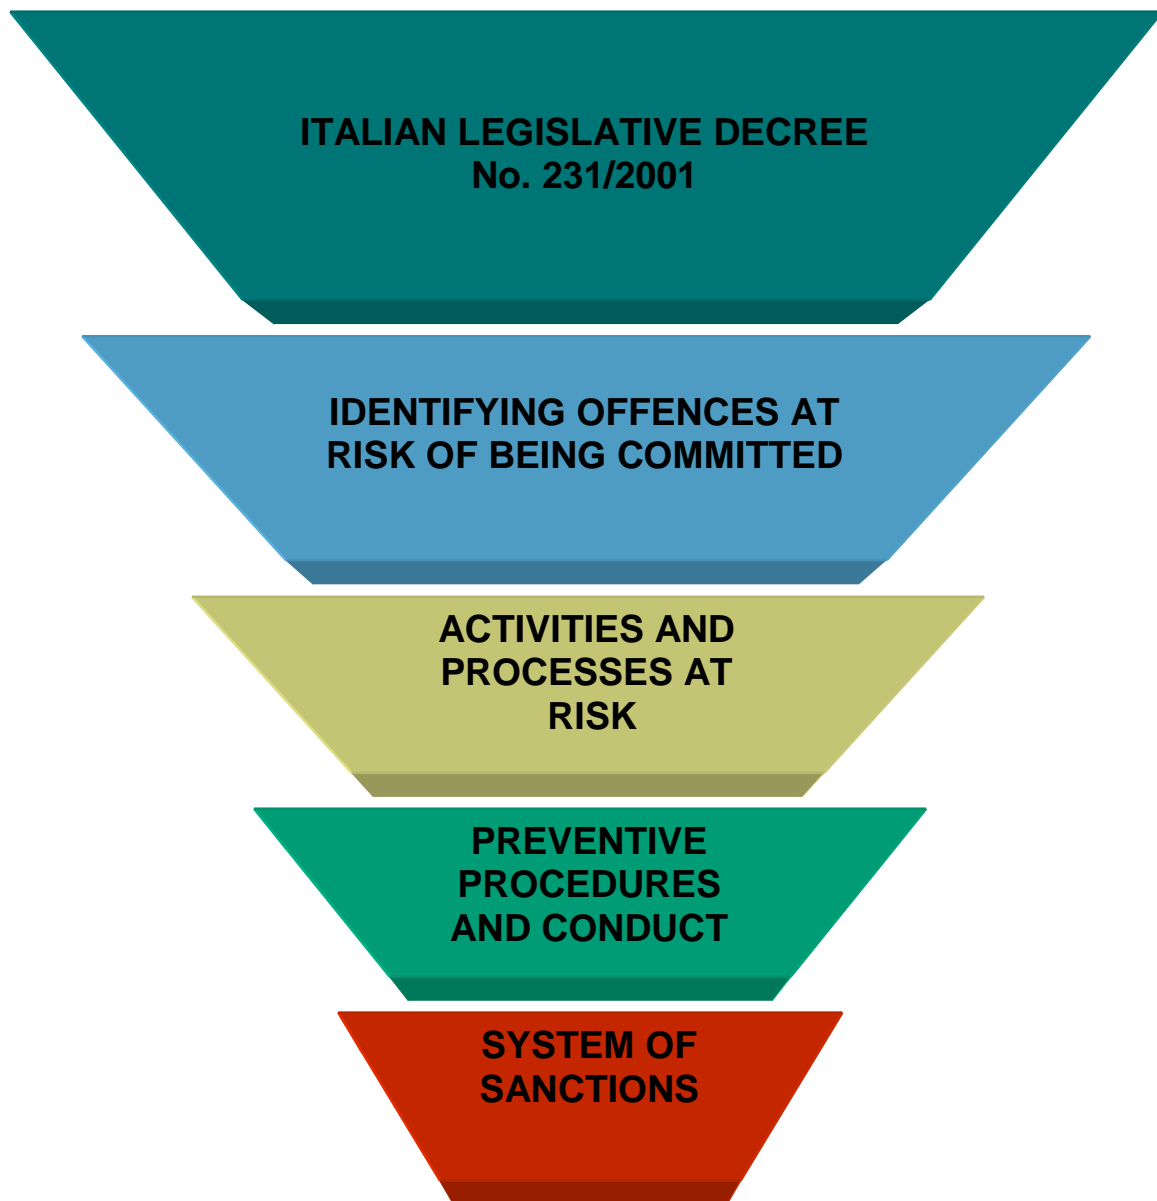 ITALIAN LEGISLATIVE DECREE
No. 231/2001
IDENTIFYING OFFENCES AT
RISK OF BEING COMMITTED
ACTIVITIES AND
PROCESSES AT
RISK
PREVENTIVE
PROCEDURES
AND CONDUCT
SYSTEM OF
SANCTIONS